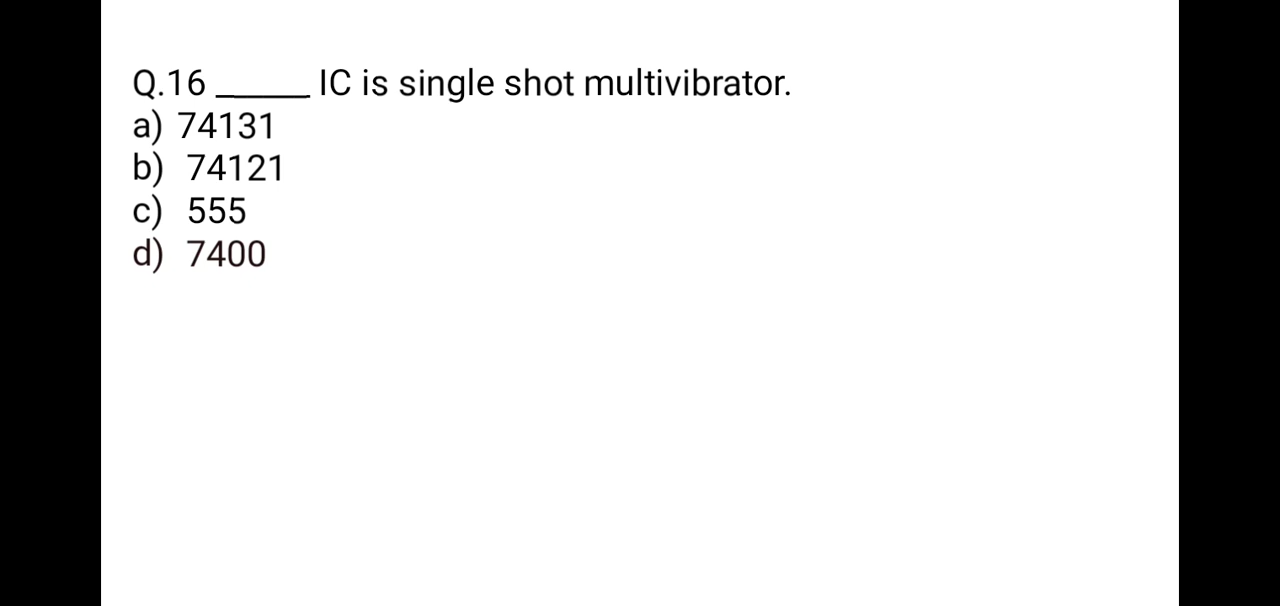 Q.16 _____ IC is single shot multivibrator.
a) 74131
b) 74121
c) 555
d) 7400